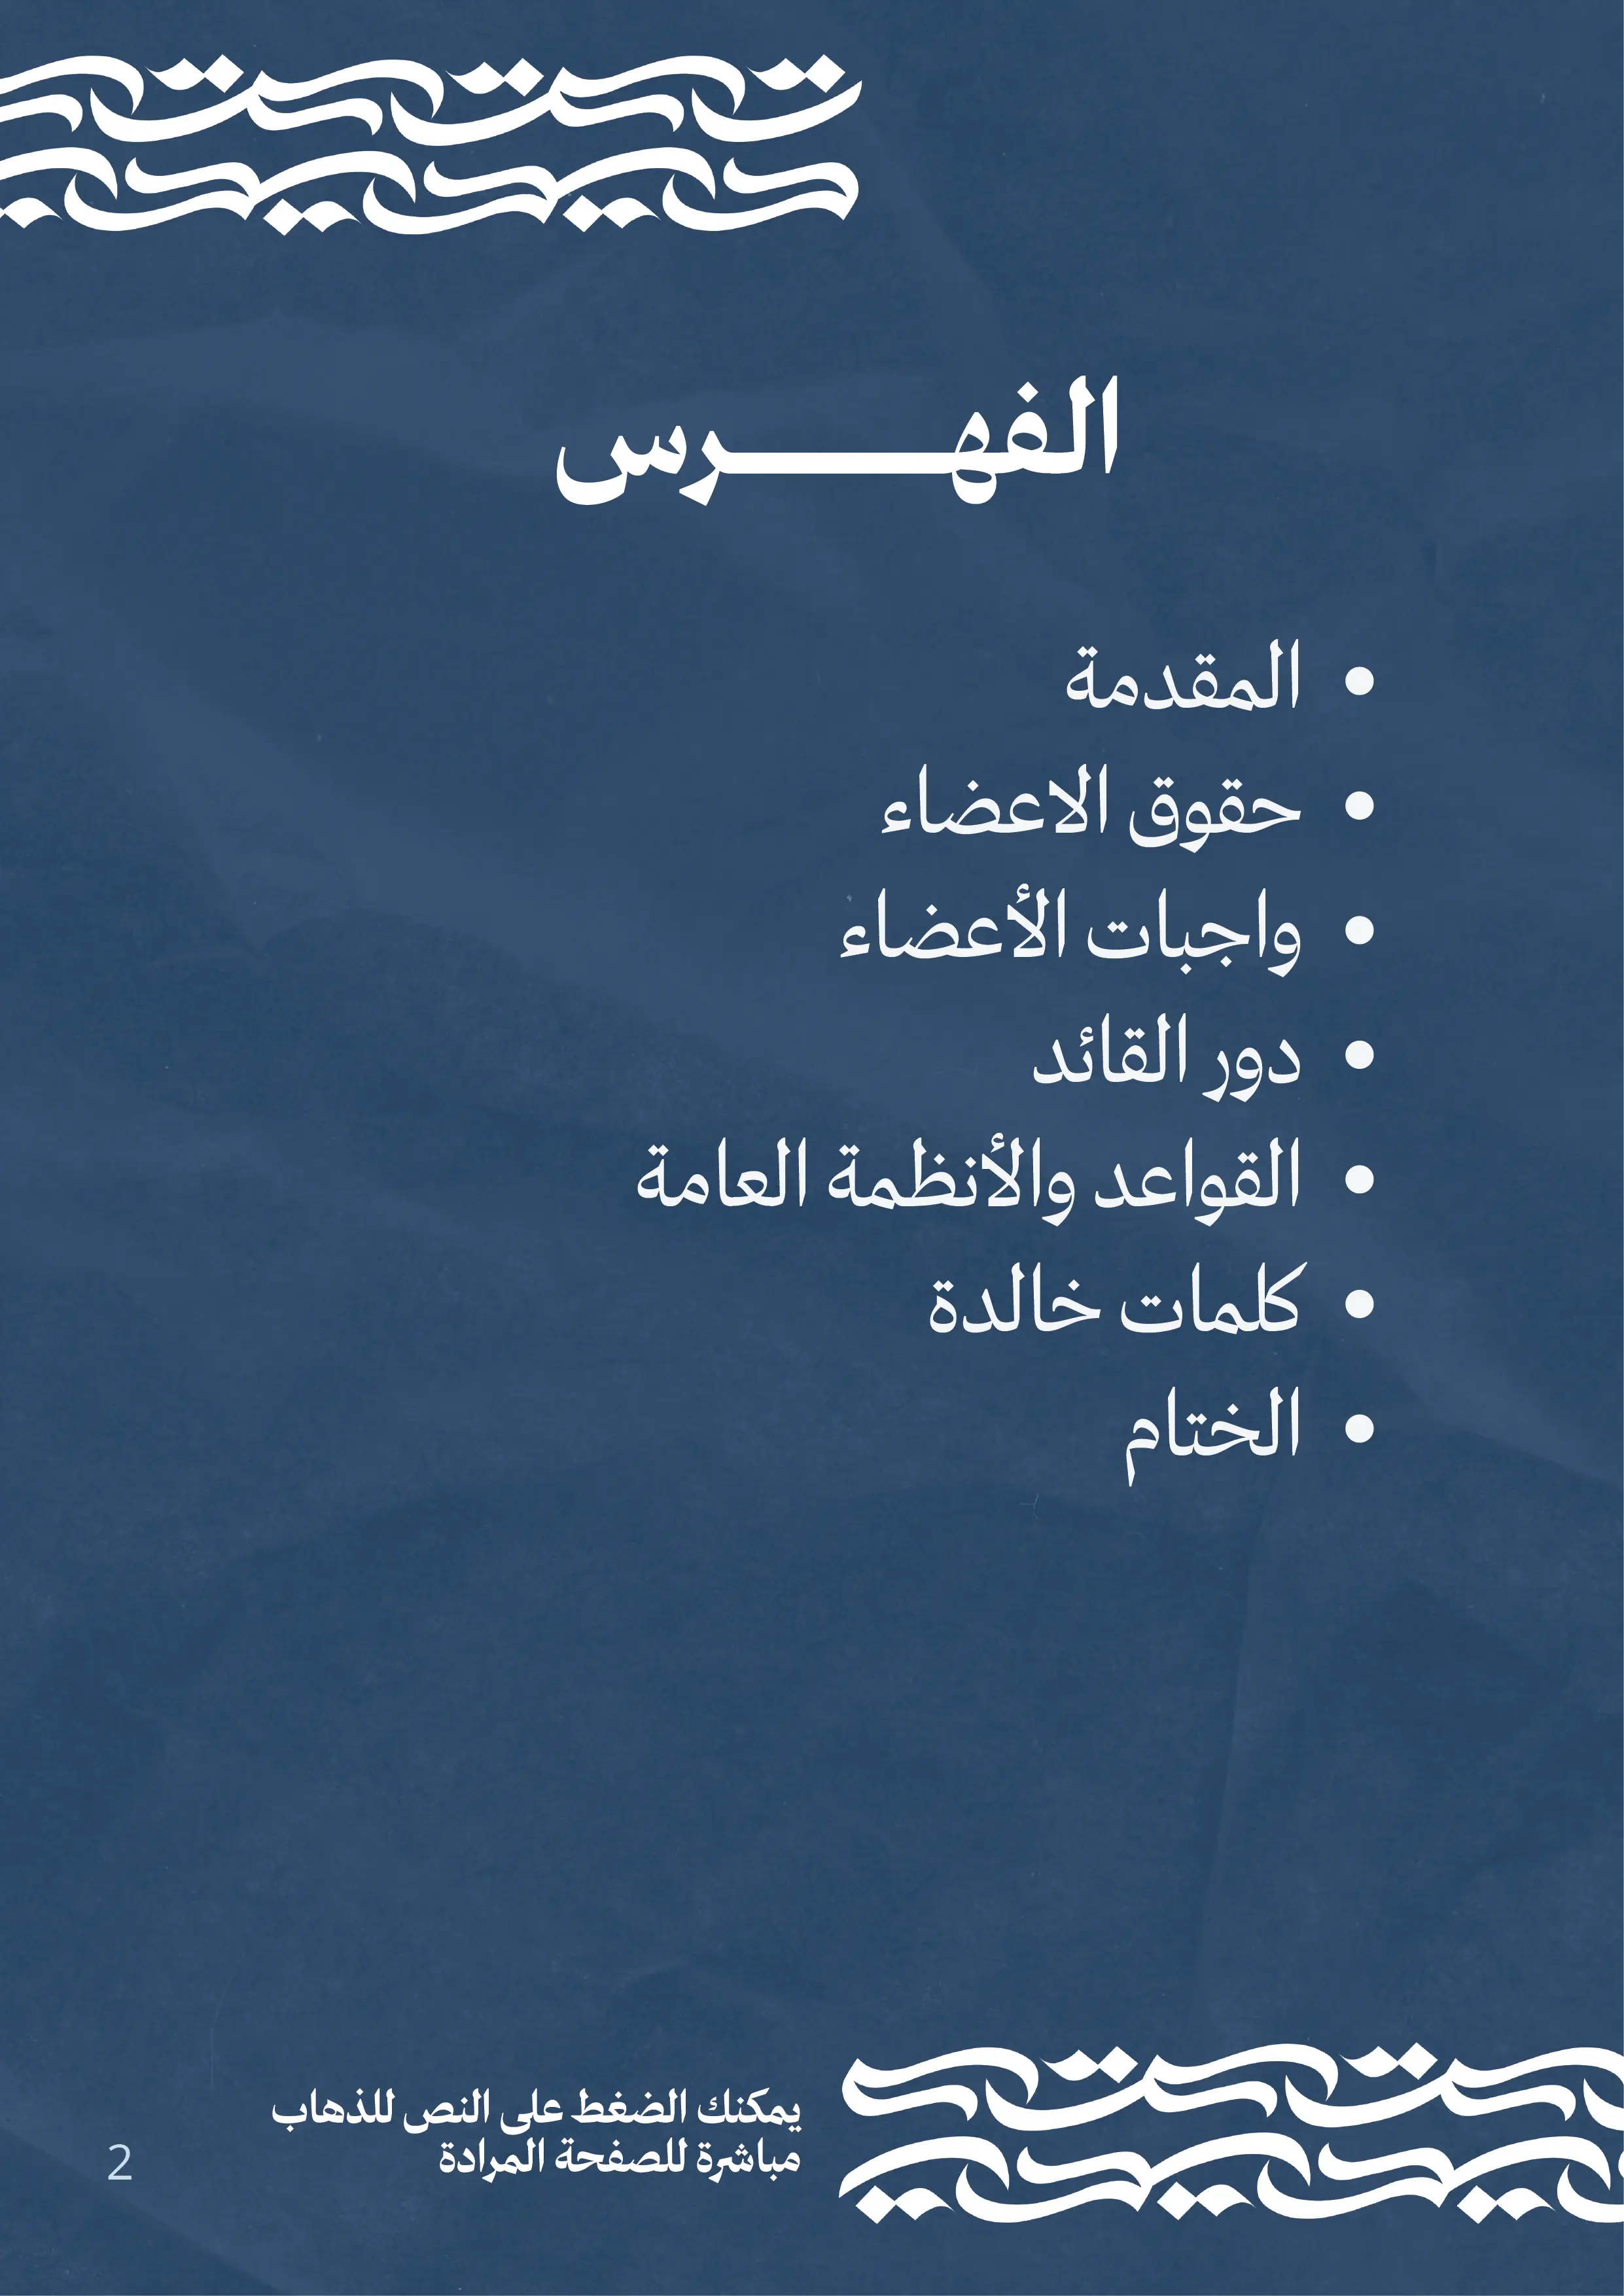 الفهـــــرس
• المقدمة
• حقوق الاعضاء
• واجبات الأعضاء
• دور القائد
• القواعد والأنظمة العامة
• كلمات خالدة
• الختام
يمكنك الضغط على النص للذهاب
مباشرة للصفحة المرادة
2